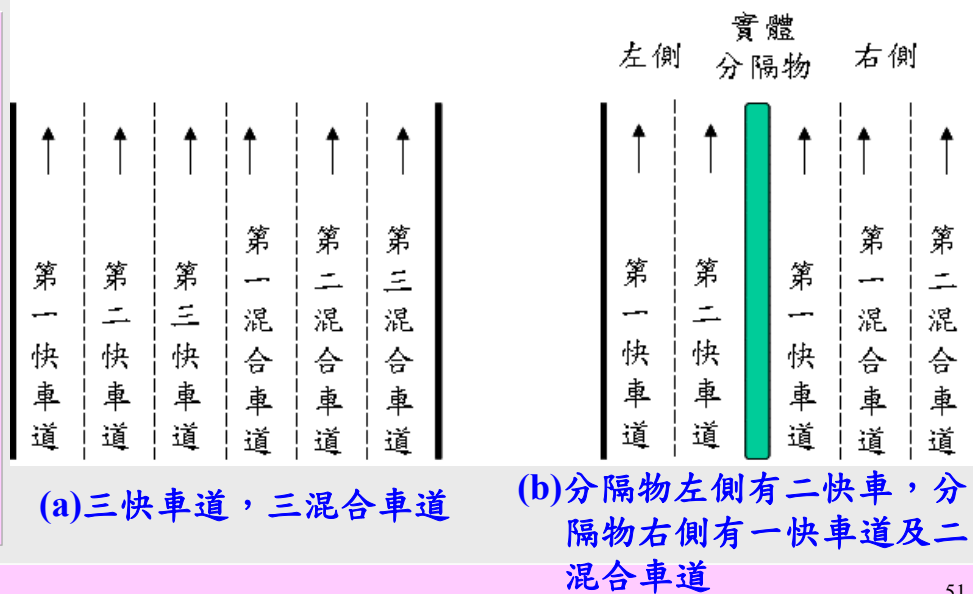 第一快車道
第二快車道
第三快車道
第一混合車道
第二混合車道
第三混合車道
(a)三快車道，三混合車道
左側
實體
分隔物
右側
第一快車道
第二快車道
第一快車道
第一混合車道
第二混合車道
(b)分隔物左側有二快車，分
隔物右側有一快車道及二
混合車道
51